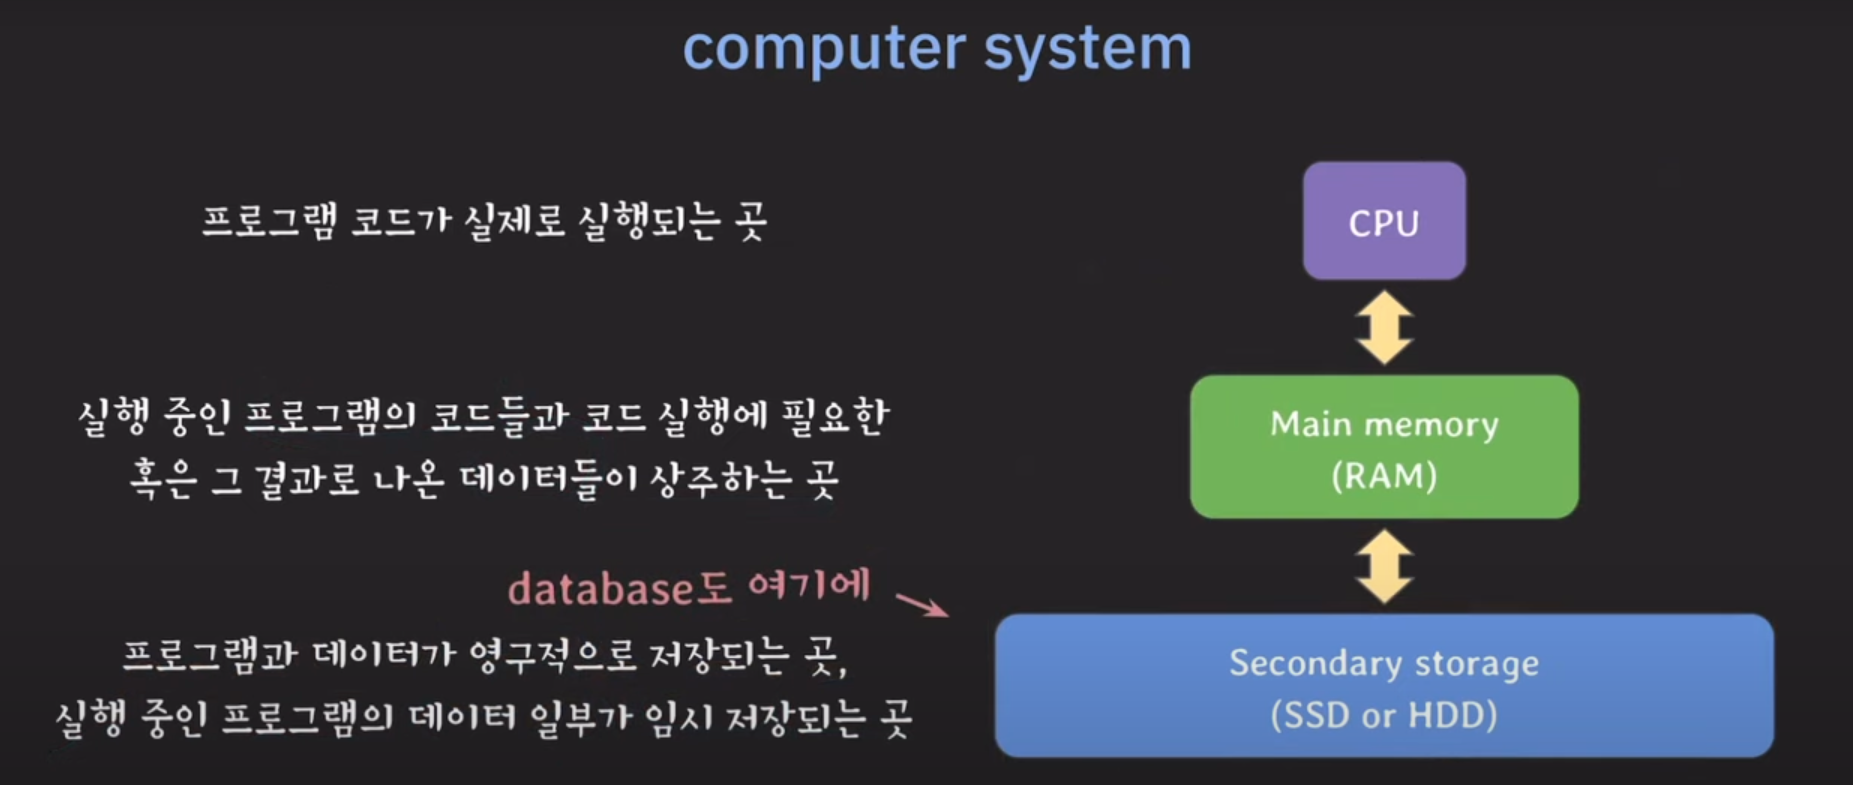 computer system
프로그램 코드가 실제로 실행되는 곳
CPU
실행 중인 프로그램의 코드들과 코드 실행에 필요한
혹은 그 결과로 나온 데이터들이 상주하는 곳
Main memory
(RAM)
database도 여기에
프로그램과 데이터가 영구적으로 저장되는 곳,
실행 중인 프로그램의 데이터 일부가 임시 저장되는 곳
Secondary storage
(SSD or HDD)